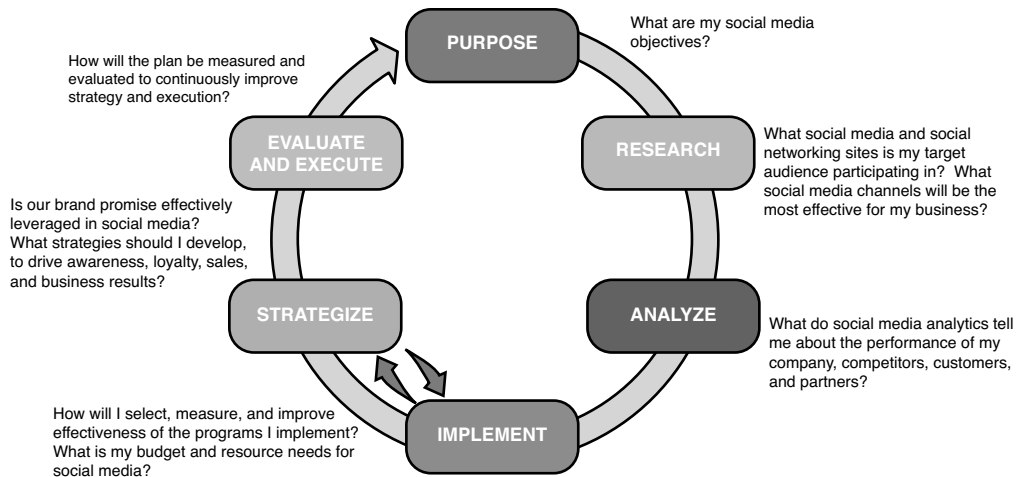 PURPOSE
What are my social media
objectives?
RESEARCH
What social media and social
networking sites is my target
audience participating in?  What
social media channels will be the
most effective for my business?
ANALYZE
What do social media analytics tell
me about the performance of my
company, competitors, customers,
and partners?
IMPLEMENT
How will I select, measure, and improve
effectiveness of the programs I implement?
What is my budget and resource needs for
social media?
STRATEGIZE
Is our brand promise effectively
leveraged in social media?
What strategies should I develop,
to drive awareness, loyalty, sales,
and business results?
EVALUATE
AND EXECUTE
How will the plan be measured and
evaluated to continuously improve
strategy and execution?